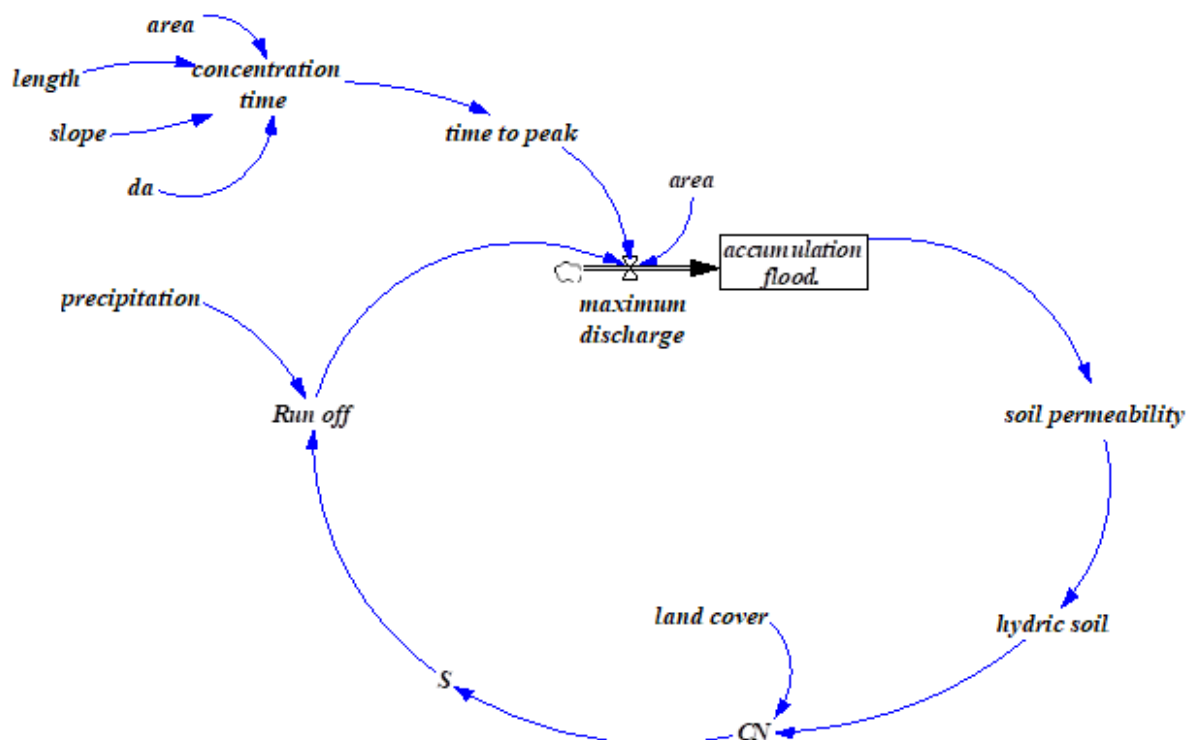 area
length
concentration
time
slope
time to peak
da
area
accumulation
flood.
precipitation
maximum
discharge
Run off
soil permeability
land cover
hydric soil
S
CN